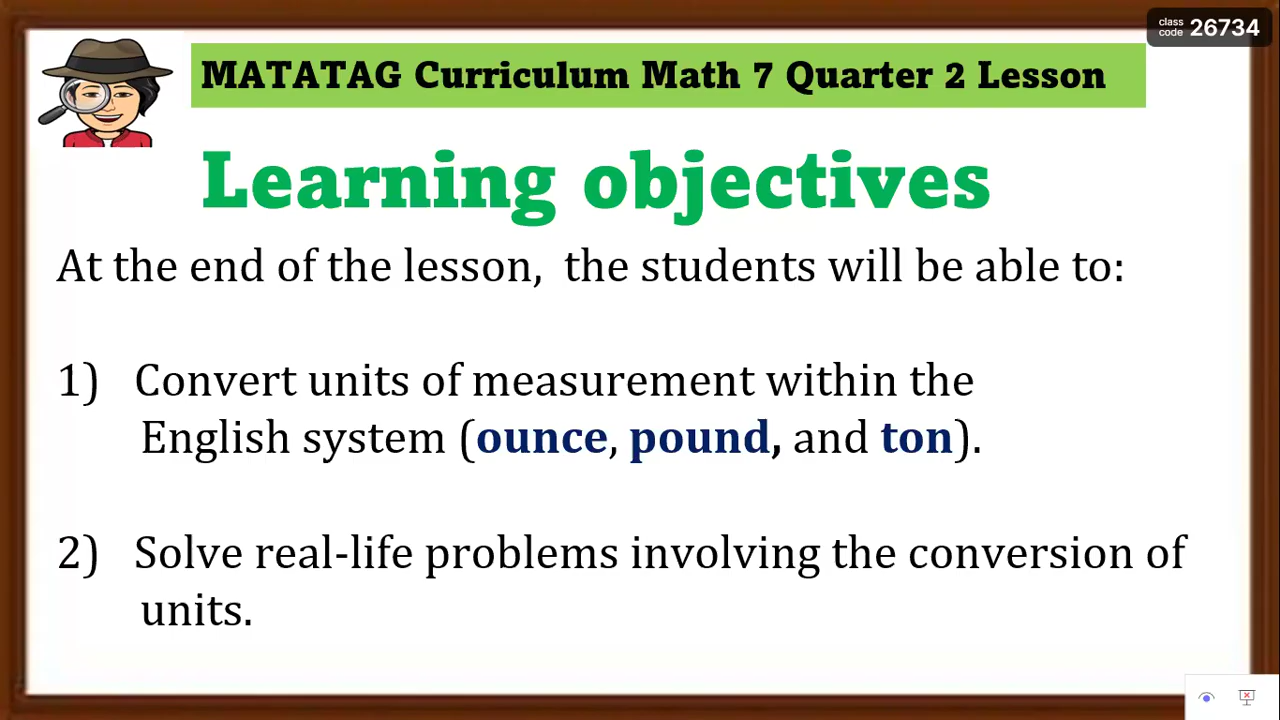 class
code 26734
MATATAG Curriculum Math 7 Quarter 2 Lesson
Learning objectives
At the end of the lesson, the students will be able to:
1) Convert units of measurement within the
English system (ounce, pound, and ton).
2) Solve real-life problems involving the conversion of
units.